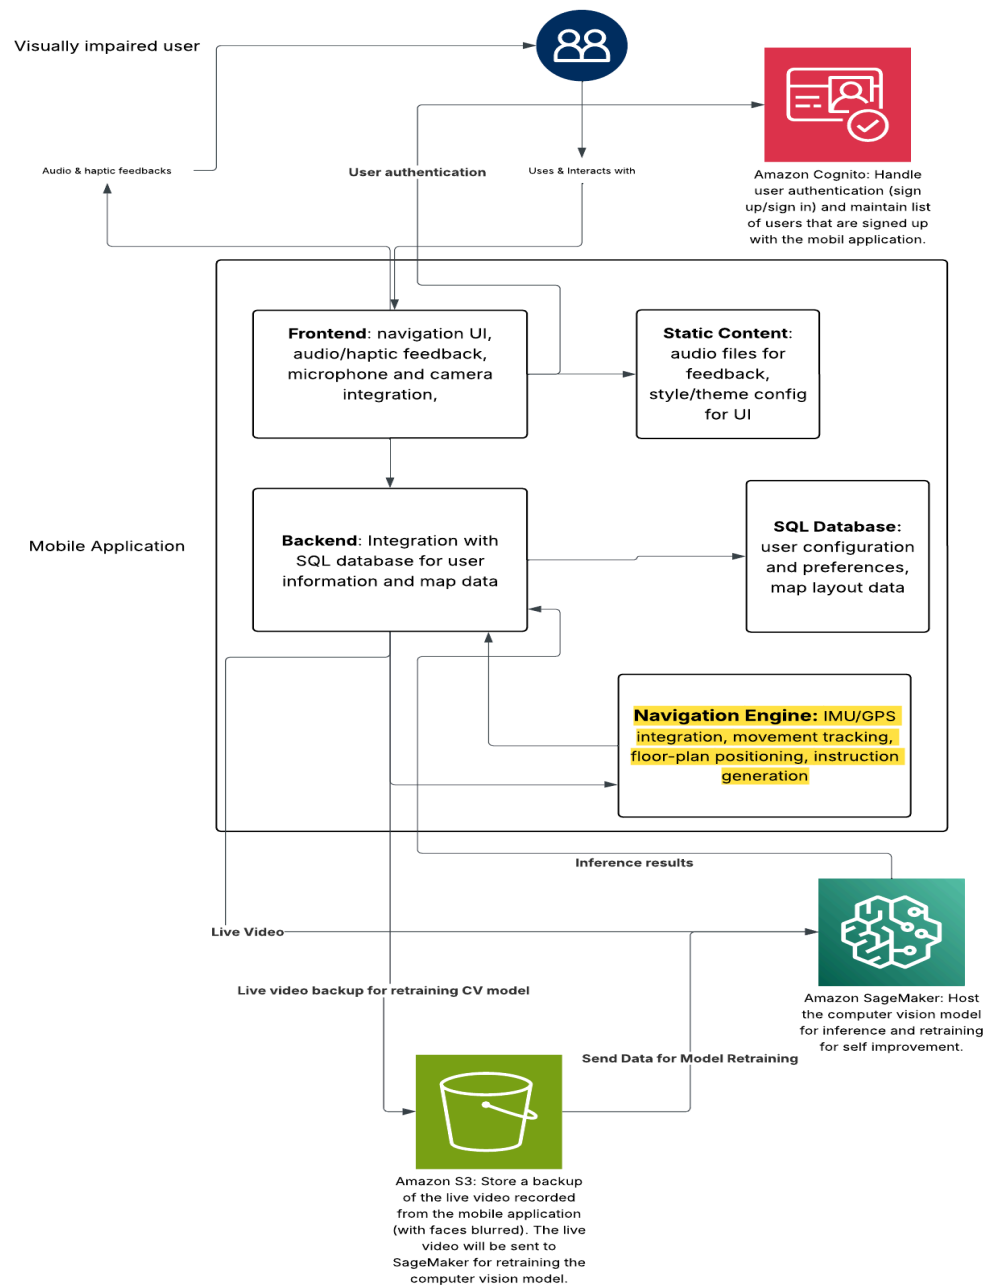 Visually impaired user
Audio & haptic feedbacks
User authentication
Uses & Interacts with
Amazon Cognito: Handle
user authentication (sign
up/sign in) and maintain list
of users that are signed up
with the mobil application.
Frontend: navigation UI,
audio/haptic feedback,
microphone and camera
integration,
Static Content:
audio files for
feedback,
style/theme config
for UI
Mobile Application
Backend: Integration with
SQL database for user
information and map data
SQL Database:
user configuration
and preferences,
map layout data
Navigation Engine: IMU/GPS
integration, movement tracking,
floor-plan positioning, instruction
generation
Inference results
Live Video
Live video backup for retraining CV model
Amazon SageMaker: Host
the computer vision model
for inference and retraining
for self improvement.
Send Data for Model Retraining
Amazon S3: Store a backup
of the live video recorded
from the mobile application
(with faces blurred). The live
video will be sent to
SageMaker for retraining the
computer vision model.